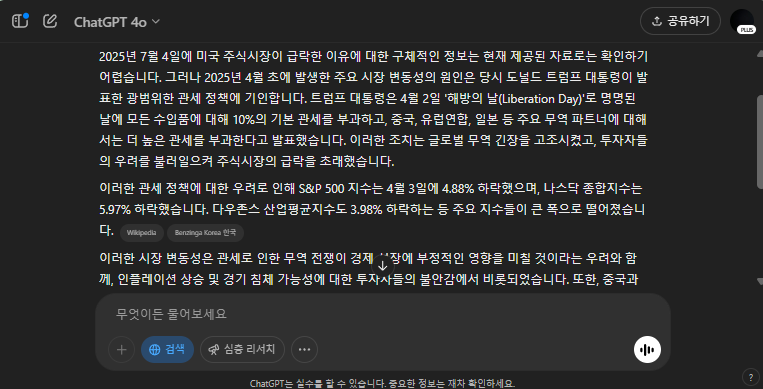 ChatGPT 4o
공유하기
PLUS
2025년 7월 4일에 미국 주식시장이 급락한 이유에 대한 구체적인 정보는 현재 제공된 자료로는 확인하기
어렵습니다. 그러나 2025년 4월 초에 발생한 주요 시장 변동성의 원인은 당시 도널드 트럼프 대통령이 발
표한 광범위한 관세 정책에 기인합니다. 트럼프 대통령은 4월 2일 '해방의 날(Liberation Day)'로 명명된
날에 모든 수입품에 대해 10%의 기본 관세를 부과하고, 중국, 유럽연합, 일본 등 주요 무역 파트너에 대해
서는 더 높은 관세를 부과한다고 발표했습니다. 이러한 조치는 글로벌 무역 긴장을 고조시켰고, 투자자들
의 우려를 불러일으켜 주식시장의 급락을 초래했습니다.
이러한 관세 정책에 대한 우려로 인해 S&P 500 지수는 4월 3일에 4.88% 하락했으며, 나스닥 종합지수는
5.97% 하락했습니다. 다우존스 산업평균지수도 3.98% 하락하는 등 주요 지수들이 큰 폭으로 떨어졌습니
다. Wikipedia Benzinga Korea 한국
이러한 시장 변동성은 관세로 인한 무역 전쟁이 경제 장에 부정적인 영향을 미칠 것이라는 우려와 함
께, 인플레이션 상승 및 경기 침체 가능성에 대한 투자자들의 불안감에서 비롯되었습니다. 또한, 중국과
무엇이든 물어보세요
검색
심층 리서치
ChatGPT는 실수를 할 수 있습니다. 중요한 정보는 재차 확인하세요.
?